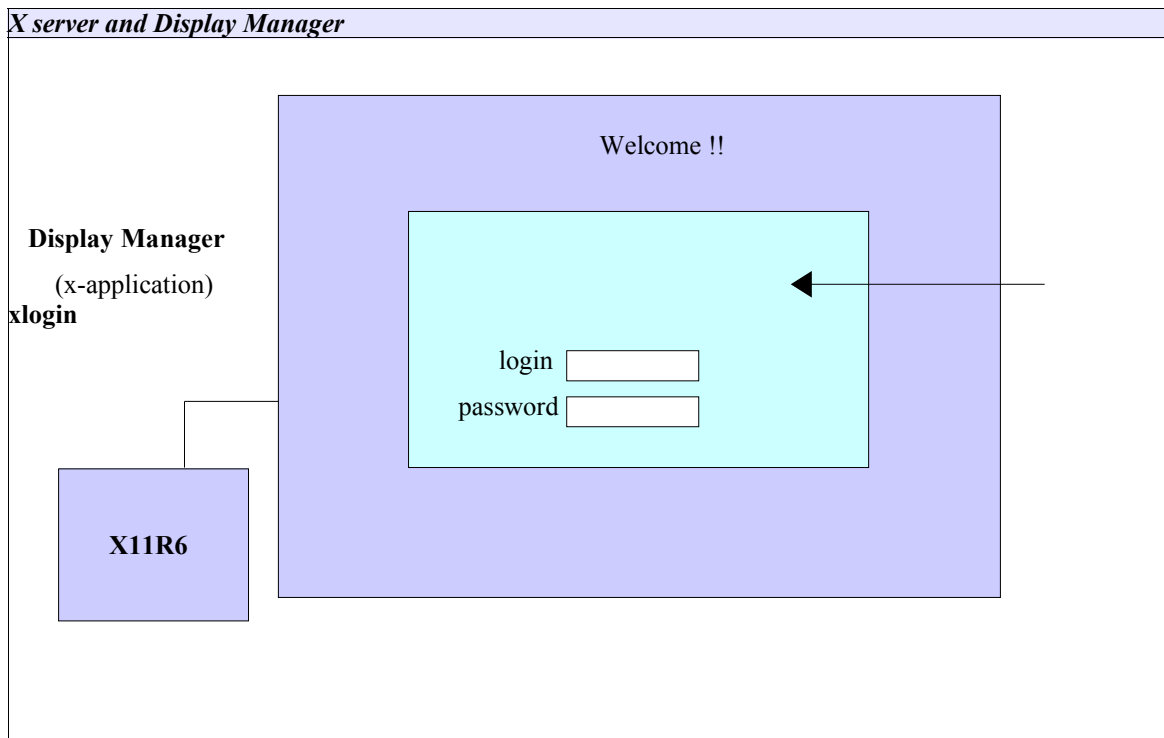 X server and Display Manager
Welcome !!
Display Manager
(x-application)
xlogin
login
password
X11R6